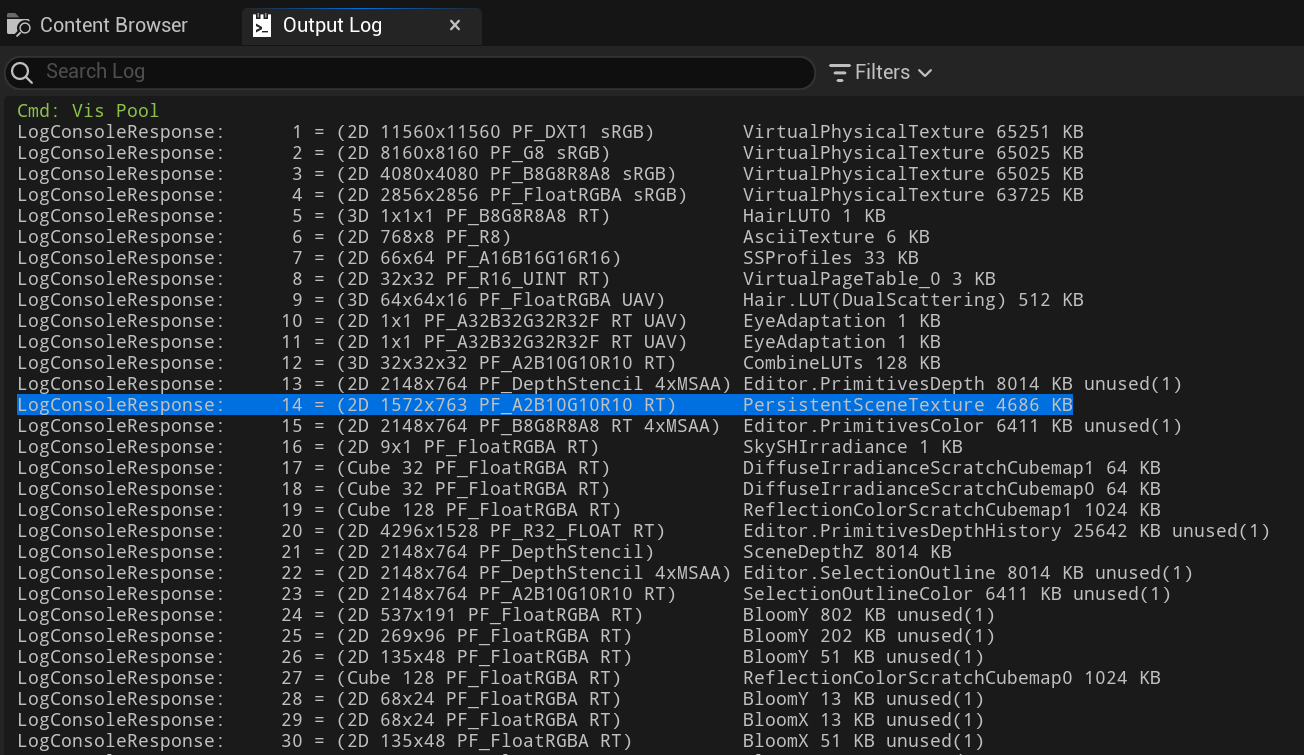 Content Browser Output Log ×
Search Log Filters
Cmd: Vis Pool
LogConsoleResponse: 1 = (2D 11560x11560 PF_DXT1 sRGB) VirtualPhysicalTexture 65251 KB
LogConsoleResponse: 2 = (2D 8160x8160 PF_G8 sRGB) VirtualPhysicalTexture 65025 KB
LogConsoleResponse: 3 = (2D 4080x4080 PF_B8G8R8A8 sRGB) VirtualPhysicalTexture 65025 KB
LogConsoleResponse: 4 = (2D 2856x2856 PF_FloatRGBA sRGB) VirtualPhysicalTexture 63725 KB
LogConsoleResponse: 5 = (3D 1x1x1 PF_B8G8R8A8 RT) HairLUT0 1 KB
LogConsoleResponse: 6 = (2D 768x8 PF_R8) AsciiTexture 6 KB
LogConsoleResponse: 7 = (2D 66x64 PF_A16B16G16R16) SSProfiles 33 KB
LogConsoleResponse: 8 = (2D 32x32 PF_R16_UINT RT) VirtualPageTable_0 3 KB
LogConsoleResponse: 9 = (3D 64x64x16 PF_FloatRGBA UAV) Hair.LUT(DualScattering) 512 KB
LogConsoleResponse: 10 = (2D 1x1 PF_A32B32G32R32F RT UAV) EyeAdaptation 1 KB
LogConsoleResponse: 11 = (2D 1x1 PF_A32B32G32R32F RT UAV) EyeAdaptation 1 KB
LogConsoleResponse: 12 = (3D 32x32x32 PF_A2B10G10R10 RT) CombineLUTs 128 KB
LogConsoleResponse: 13 = (2D 2148x764 PF_DepthStencil 4xMSAA) Editor.PrimitivesDepth 8014 KB unused(1)
LogConsoleResponse: 14 = (2D 1572x763 PF_A2B10G10R10 RT) PersistentSceneTexture 4686 KB
LogConsoleResponse: 15 = (2D 2148x764 PF_B8G8R8A8 RT 4xMSAA) Editor.PrimitivesColor 6411 KB unused(1)
LogConsoleResponse: 16 = (2D 9x1 PF_FloatRGBA RT) SkySHIrradiance 1 KB
LogConsoleResponse: 17 = (Cube 32 PF_FloatRGBA RT) DiffuseIrradianceScratchCubemap1 64 KB
LogConsoleResponse: 18 = (Cube 32 PF_FloatRGBA RT) DiffuseIrradianceScratchCubemap0 64 KB
LogConsoleResponse: 19 = (Cube 128 PF_FloatRGBA RT) ReflectionColorScratchCubemap1 1024 KB
LogConsoleResponse: 20 = (2D 4296x1528 PF_R32_FLOAT RT) Editor.PrimitivesDepthHistory 25642 KB unused(1)
LogConsoleResponse: 21 = (2D 2148x764 PF_DepthStencil) SceneDepthZ 8014 KB
LogConsoleResponse: 22 = (2D 2148x764 PF_DepthStencil 4xMSAA) Editor.SelectionOutline 8014 KB unused(1)
LogConsoleResponse: 23 = (2D 2148x764 PF_A2B10G10R10 RT) SelectionOutlineColor 6411 KB unused(1)
LogConsoleResponse: 24 = (2D 537x191 PF_FloatRGBA RT) BloomY 802 KB unused(1)
LogConsoleResponse: 25 = (2D 269x96 PF_FloatRGBA RT) BloomY 202 KB unused(1)
LogConsoleResponse: 26 = (2D 135x48 PF_FloatRGBA RT) BloomY 51 KB unused(1)
LogConsoleResponse: 27 = (Cube 128 PF_FloatRGBA RT) ReflectionColorScratchCubemap0 1024 KB
LogConsoleResponse: 28 = (2D 68x24 PF_FloatRGBA RT) BloomY 13 KB unused(1)
LogConsoleResponse: 29 = (2D 68x24 PF_FloatRGBA RT) BloomX 13 KB unused(1)
LogConsoleResponse: 30 = (2D 135x48 PF_FloatRGBA RT) BloomX 51 KB unused(1)